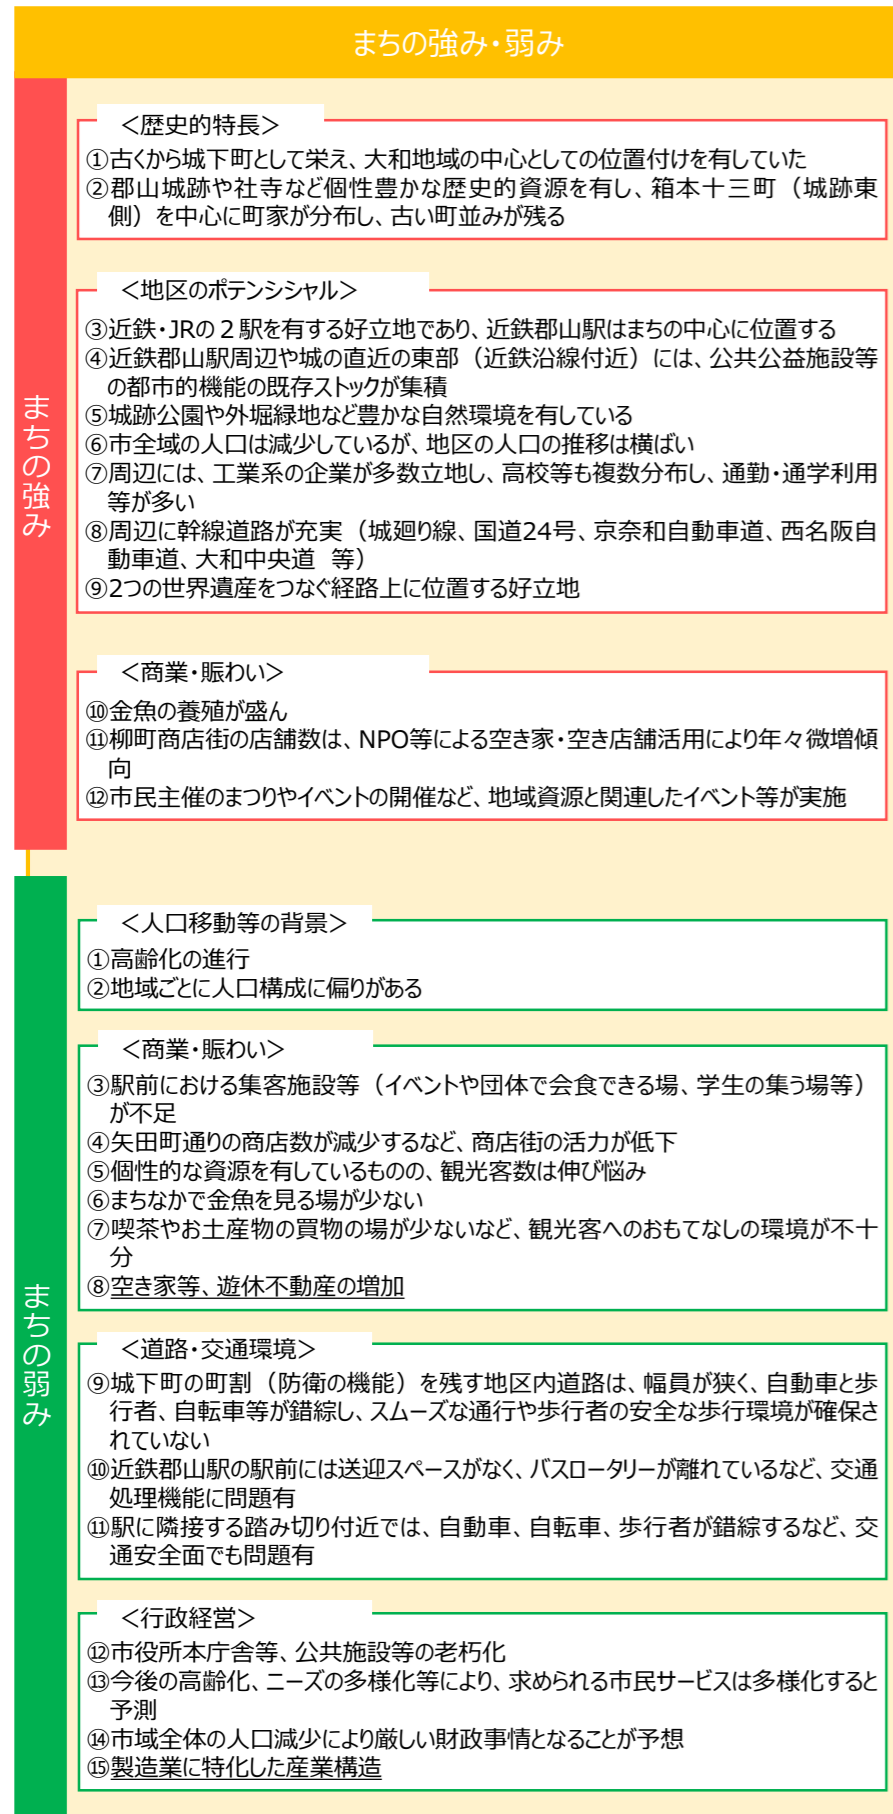 まちの強み・弱み
まちの強み
＜歴史的特長＞
①古くから城下町として栄え、大和地域の中心としての位置付けを有していた
②郡山城跡や社寺など個性豊かな歴史的資源を有し、箱本十三町（城跡東
側）を中心に町家が分布し、古い町並みが残る
＜地区のポテンシシャル＞
③近鉄・JRの２駅を有する好立地であり、近鉄郡山駅はまちの中心に位置する
④近鉄郡山駅周辺や城の直近の東部（近鉄沿線付近）には、公共公益施設等
の都市的機能の既存ストックが集積
⑤城跡公園や外堀緑地など豊かな自然環境を有している
⑥市全域の人口は減少しているが、地区の人口の推移は横ばい
⑦周辺には、工業系の企業が多数立地し、高校等も複数分布し、通勤・通学利用
等が多い
⑧周辺に幹線道路が充実（城廻り線、国道24号、京奈和自動車道、西名阪自
動車道、大和中央道　等）
⑨2つの世界遺産をつなぐ経路上に位置する好立地
＜商業・賑わい＞
⑩金魚の養殖が盛ん
⑪柳町商店街の店舗数は、NPO等による空き家・空き店舗活用により年々微増傾
向
⑫市民主催のまつりやイベントの開催など、地域資源と関連したイベント等が実施
まちの弱み
＜人口移動等の背景＞
①高齢化の進行
②地域ごとに人口構成に偏りがある
＜商業・賑わい＞
③駅前における集客施設等（イベントや団体で会食できる場、学生の集う場等）
が不足
④矢田町通りの商店数が減少するなど、商店街の活力が低下
⑤個性的な資源を有しているものの、観光客数は伸び悩み
⑥まちなかで金魚を見る場が少ない
⑦喫茶やお土産物の買物の場が少ないなど、観光客へのおもてなしの環境が不十
分
⑧空き家等、遊休不動産の増加
＜道路・交通環境＞
⑨城下町の町割（防衛の機能）を残す地区内道路は、幅員が狭く、自動車と歩
行者、自転車等が錯綜し、スムーズな通行や歩行者の安全な歩行環境が確保さ
れていない
⑩近鉄郡山駅の駅前には送迎スペースがなく、バスロータリーが離れているなど、交通
処理機能に問題有
⑪駅に隣接する踏み切り付近では、自動車、自転車、歩行者が錯綜するなど、交
通安全面でも問題有
＜行政経営＞
⑫市役所本庁舎等、公共施設等の老朽化
⑬今後の高齢化、ニーズの多様化等により、求められる市民サービスは多様化すると
予測
⑭市域全体の人口減少により厳しい財政事情となることが予想
⑮製造業に特化した産業構造